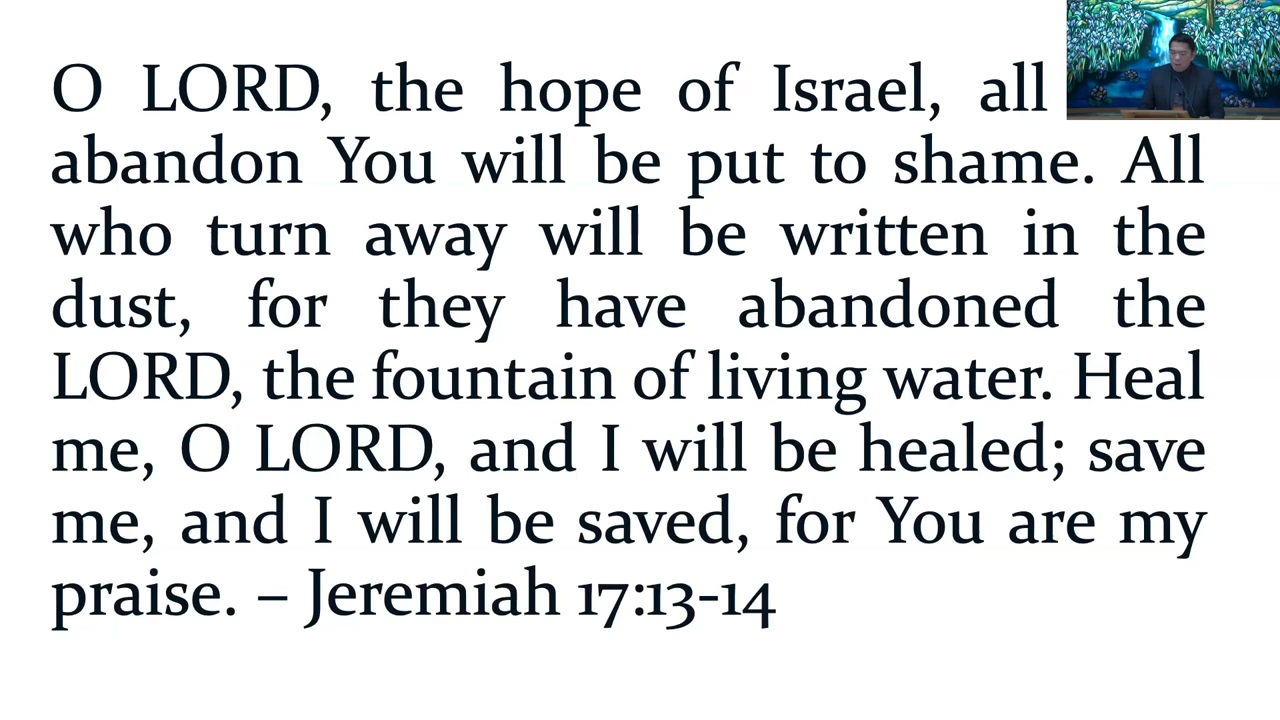 O LORD, the hope of Israel, all
abandon You will be put to shame. All
who turn away will be written in the
dust, for they have abandoned the
LORD, the fountain of living water. Heal
me, O LORD, and I will be healed; save
me, and I will be saved, for You are my
praise. – Jeremiah 17:13-14